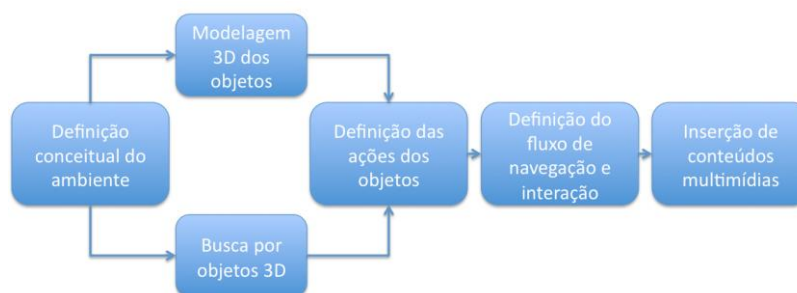 Modelagem
3D dos
objetos
Definição
conceitual do
ambiente
Busca por
objetos 3D
Definição das
ações dos
objetos
Definição do
fluxo de
navegação e
interação
Inserção de
conteúdos
multimídias